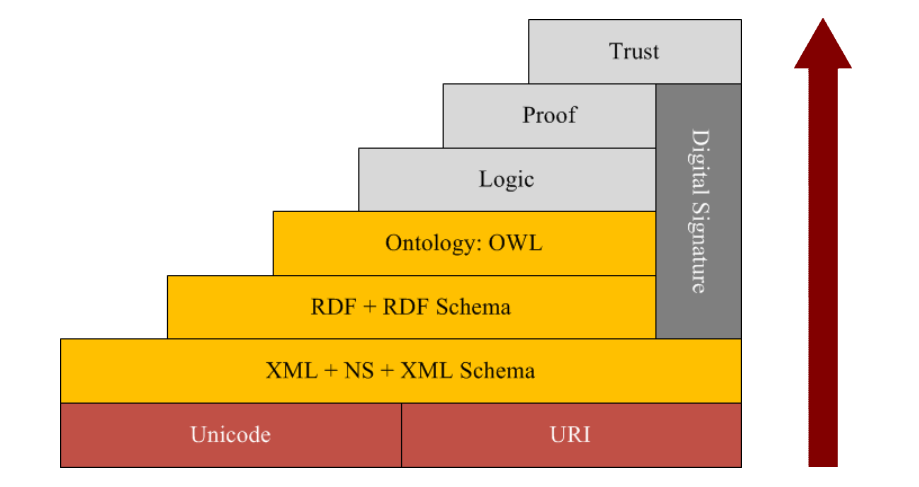 Trust
Proof
Digital Signature
Logic
Ontology: OWL
RDF + RDF Schema
XML + NS + XML Schema
Unicode
URI